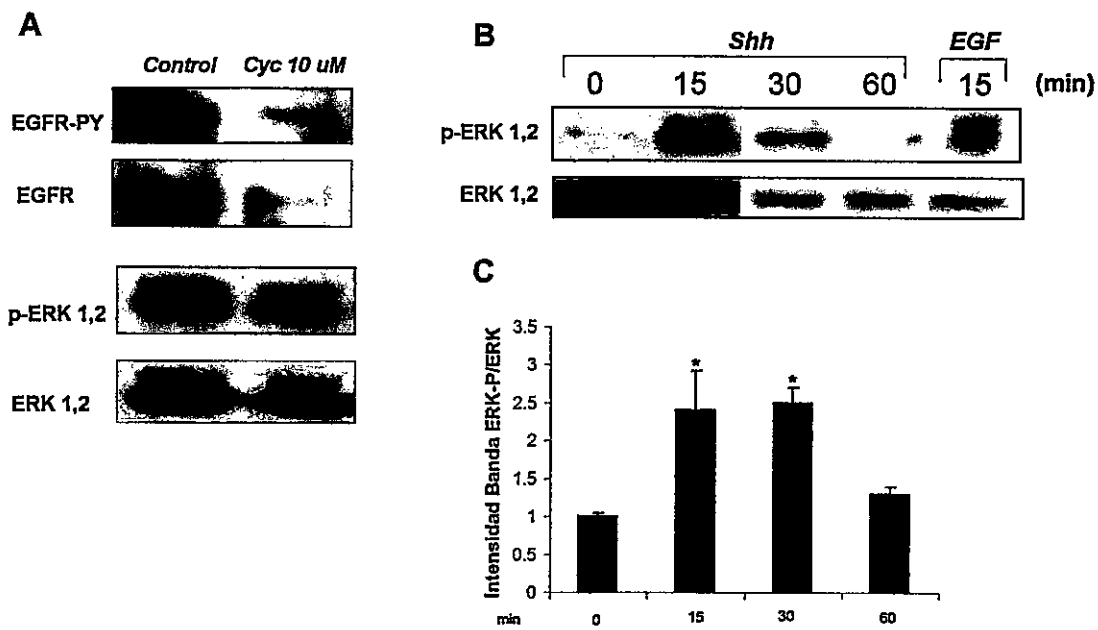 A
Control Cyc 10 uM
EGFR-PY
EGFR
p-ERK 1,2
ERK 1,2
B
Shh EGF
0 15 30 60 15 (min)
p-ERK 1,2
ERK 1,2
C
Intensidad Banda ERK-P/ERK
3.5
3
2.5
2
1.5
1
0.5
0
* *
min 0 15 30 60